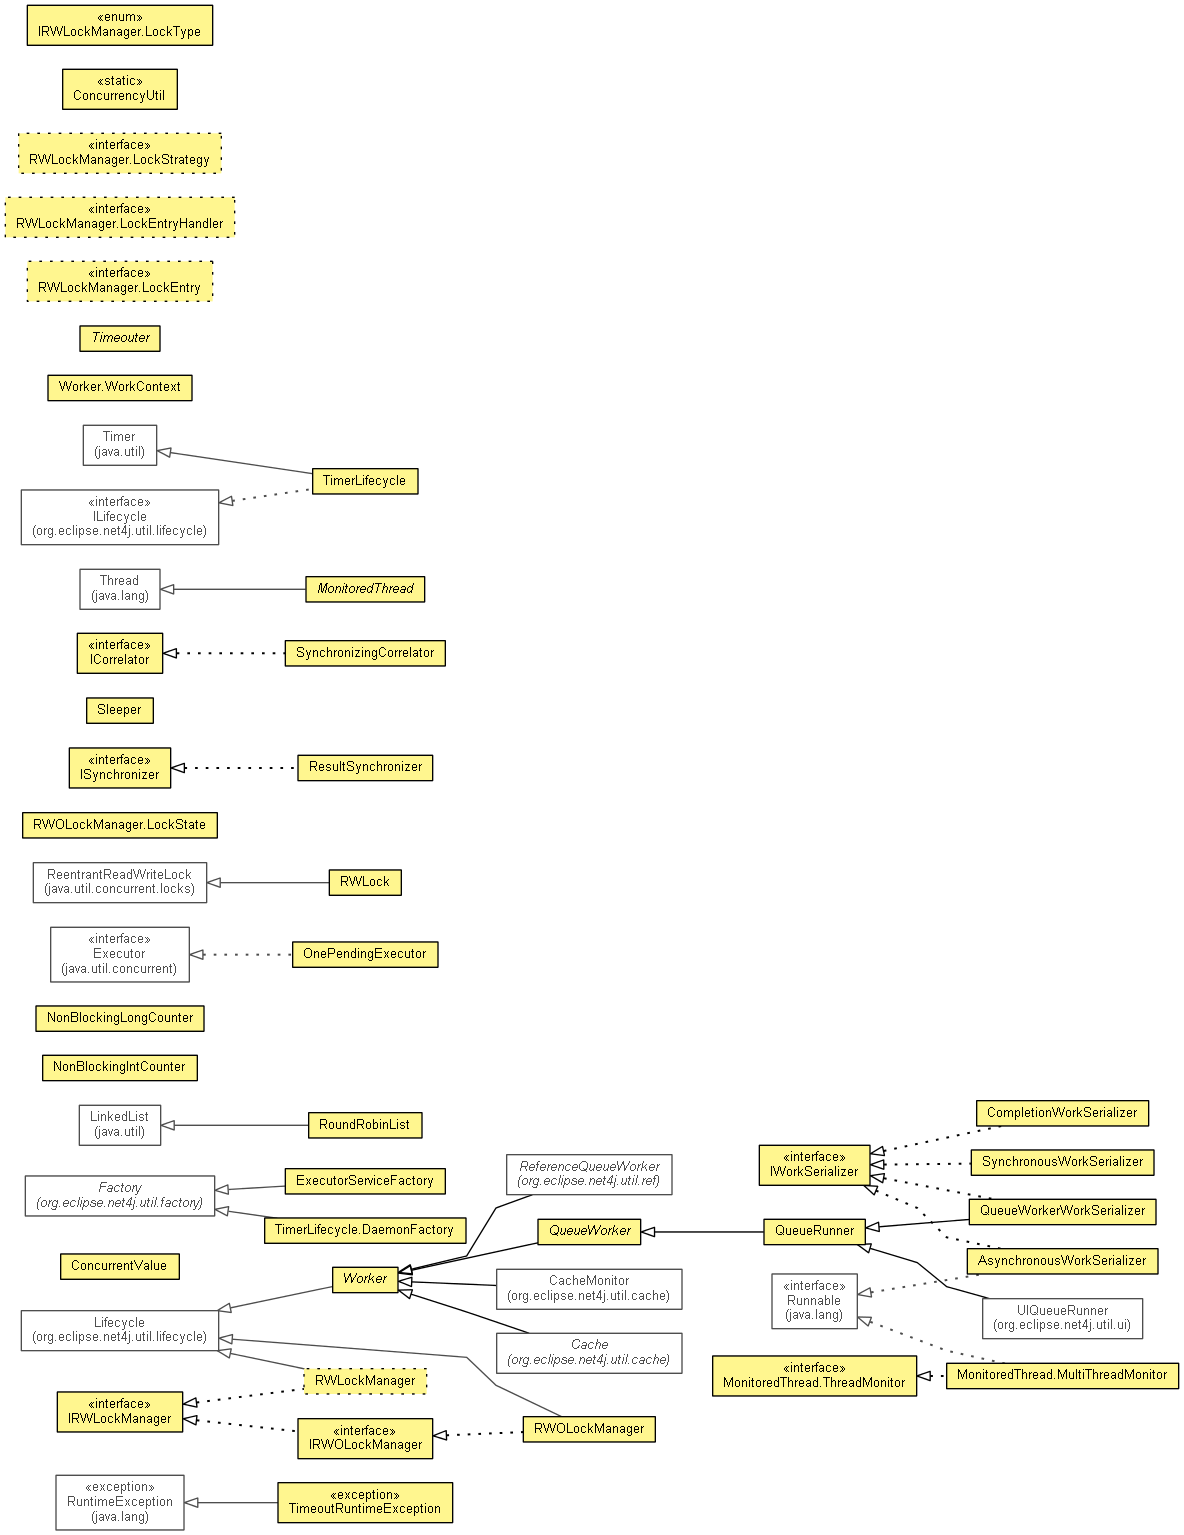 «enum»
IRWLockManager.LockType
«static»
ConcurrencyUtil
«interface»
RWLockManager.LockStrategy
«interface»
RWLockManager.LockEntryHandler
«interface»
RWLockManager.LockEntry
Timeouter
Worker.WorkContext
Timer
(java.util)
TimerLifecycle
«interface»
ILifecycle
(org.eclipse.net4j.util.lifecycle)
Thread
(java.lang)
MonitoredThread
«interface»
ICorrelator
SynchronizingCorrelator
Sleeper
«interface»
ISynchronizer
ResultSynchronizer
RWOLockManager.LockState
ReentrantReadWriteLock
(java.util.concurrent.locks)
RWLock
«interface»
Executor
(java.util.concurrent)
OnePendingExecutor
NonBlockingLongCounter
NonBlockingIntCounter
LinkedList
(java.util)
RoundRobinList
Factory
(org.eclipse.net4j.util.factory)
ExecutorServiceFactory
TimerLifecycle.DaemonFactory
ConcurrentValue
Lifecycle
(org.eclipse.net4j.util.lifecycle)
Worker
ReferenceQueueWorker
(org.eclipse.net4j.util.ref)
QueueWorker
CacheMonitor
(org.eclipse.net4j.util.cache)
Cache
(org.eclipse.net4j.util.cache)
«interface»
IWorkSerializer
QueueRunner
«interface»
Runnable
(java.lang)
«interface»
MonitoredThread.ThreadMonitor
CompletionWorkSerializer
SynchronousWorkSerializer
QueueWorkerWorkSerializer
AsynchronousWorkSerializer
UIQueueRunner
(org.eclipse.net4j.util.ui)
MonitoredThread.MultiThreadMonitor
RWLockManager
«interface»
IRWLockManager
«interface»
IRWOLockManager
RWOLockManager
«exception»
RuntimeException
(java.lang)
«exception»
TimeoutRuntimeException